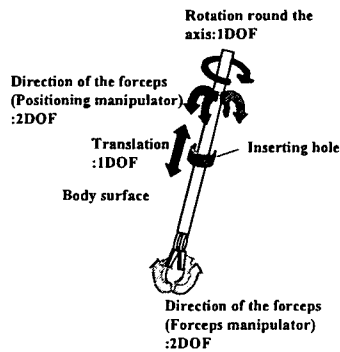 Rotation round the
axis:1DOF
Direction of the forceps
(Positioning manipulator)
:2DOF
Translation
:1DOF
Inserting hole
Body surface
Direction of the forceps
(Forceps manipulator)
:2DOF